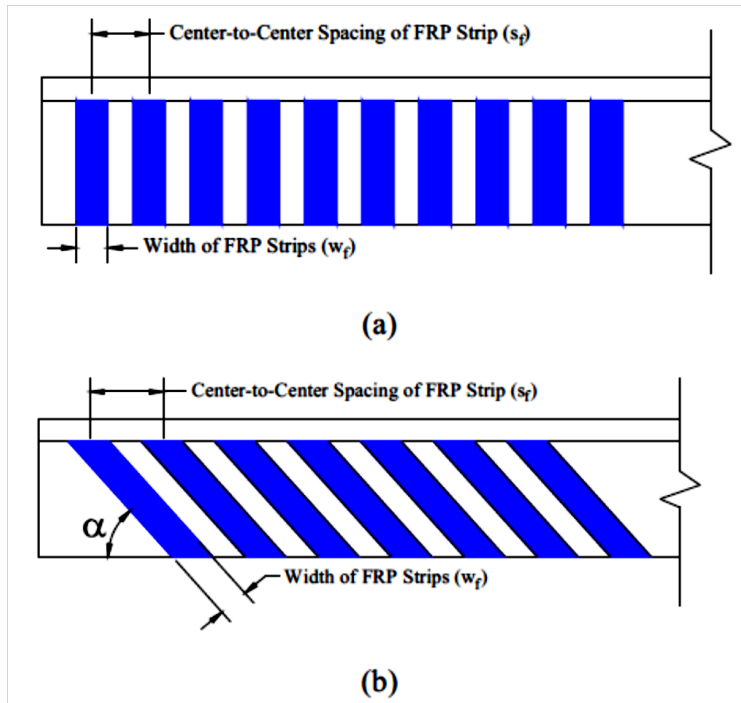 Center-to-Center Spacing of FRP Strip (sf)
Width of FRP Strips (wf)
(a)
Center-to-Center Spacing of FRP Strip (sf)
α
Width of FRP Strips (wf)
(b)